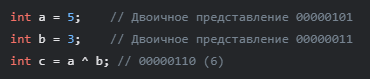 int a = 5;    // Двоичное представление 00000101
int b = 3;    // Двоичное представление 00000011
int c = a ^ b; // 00000110 (6)